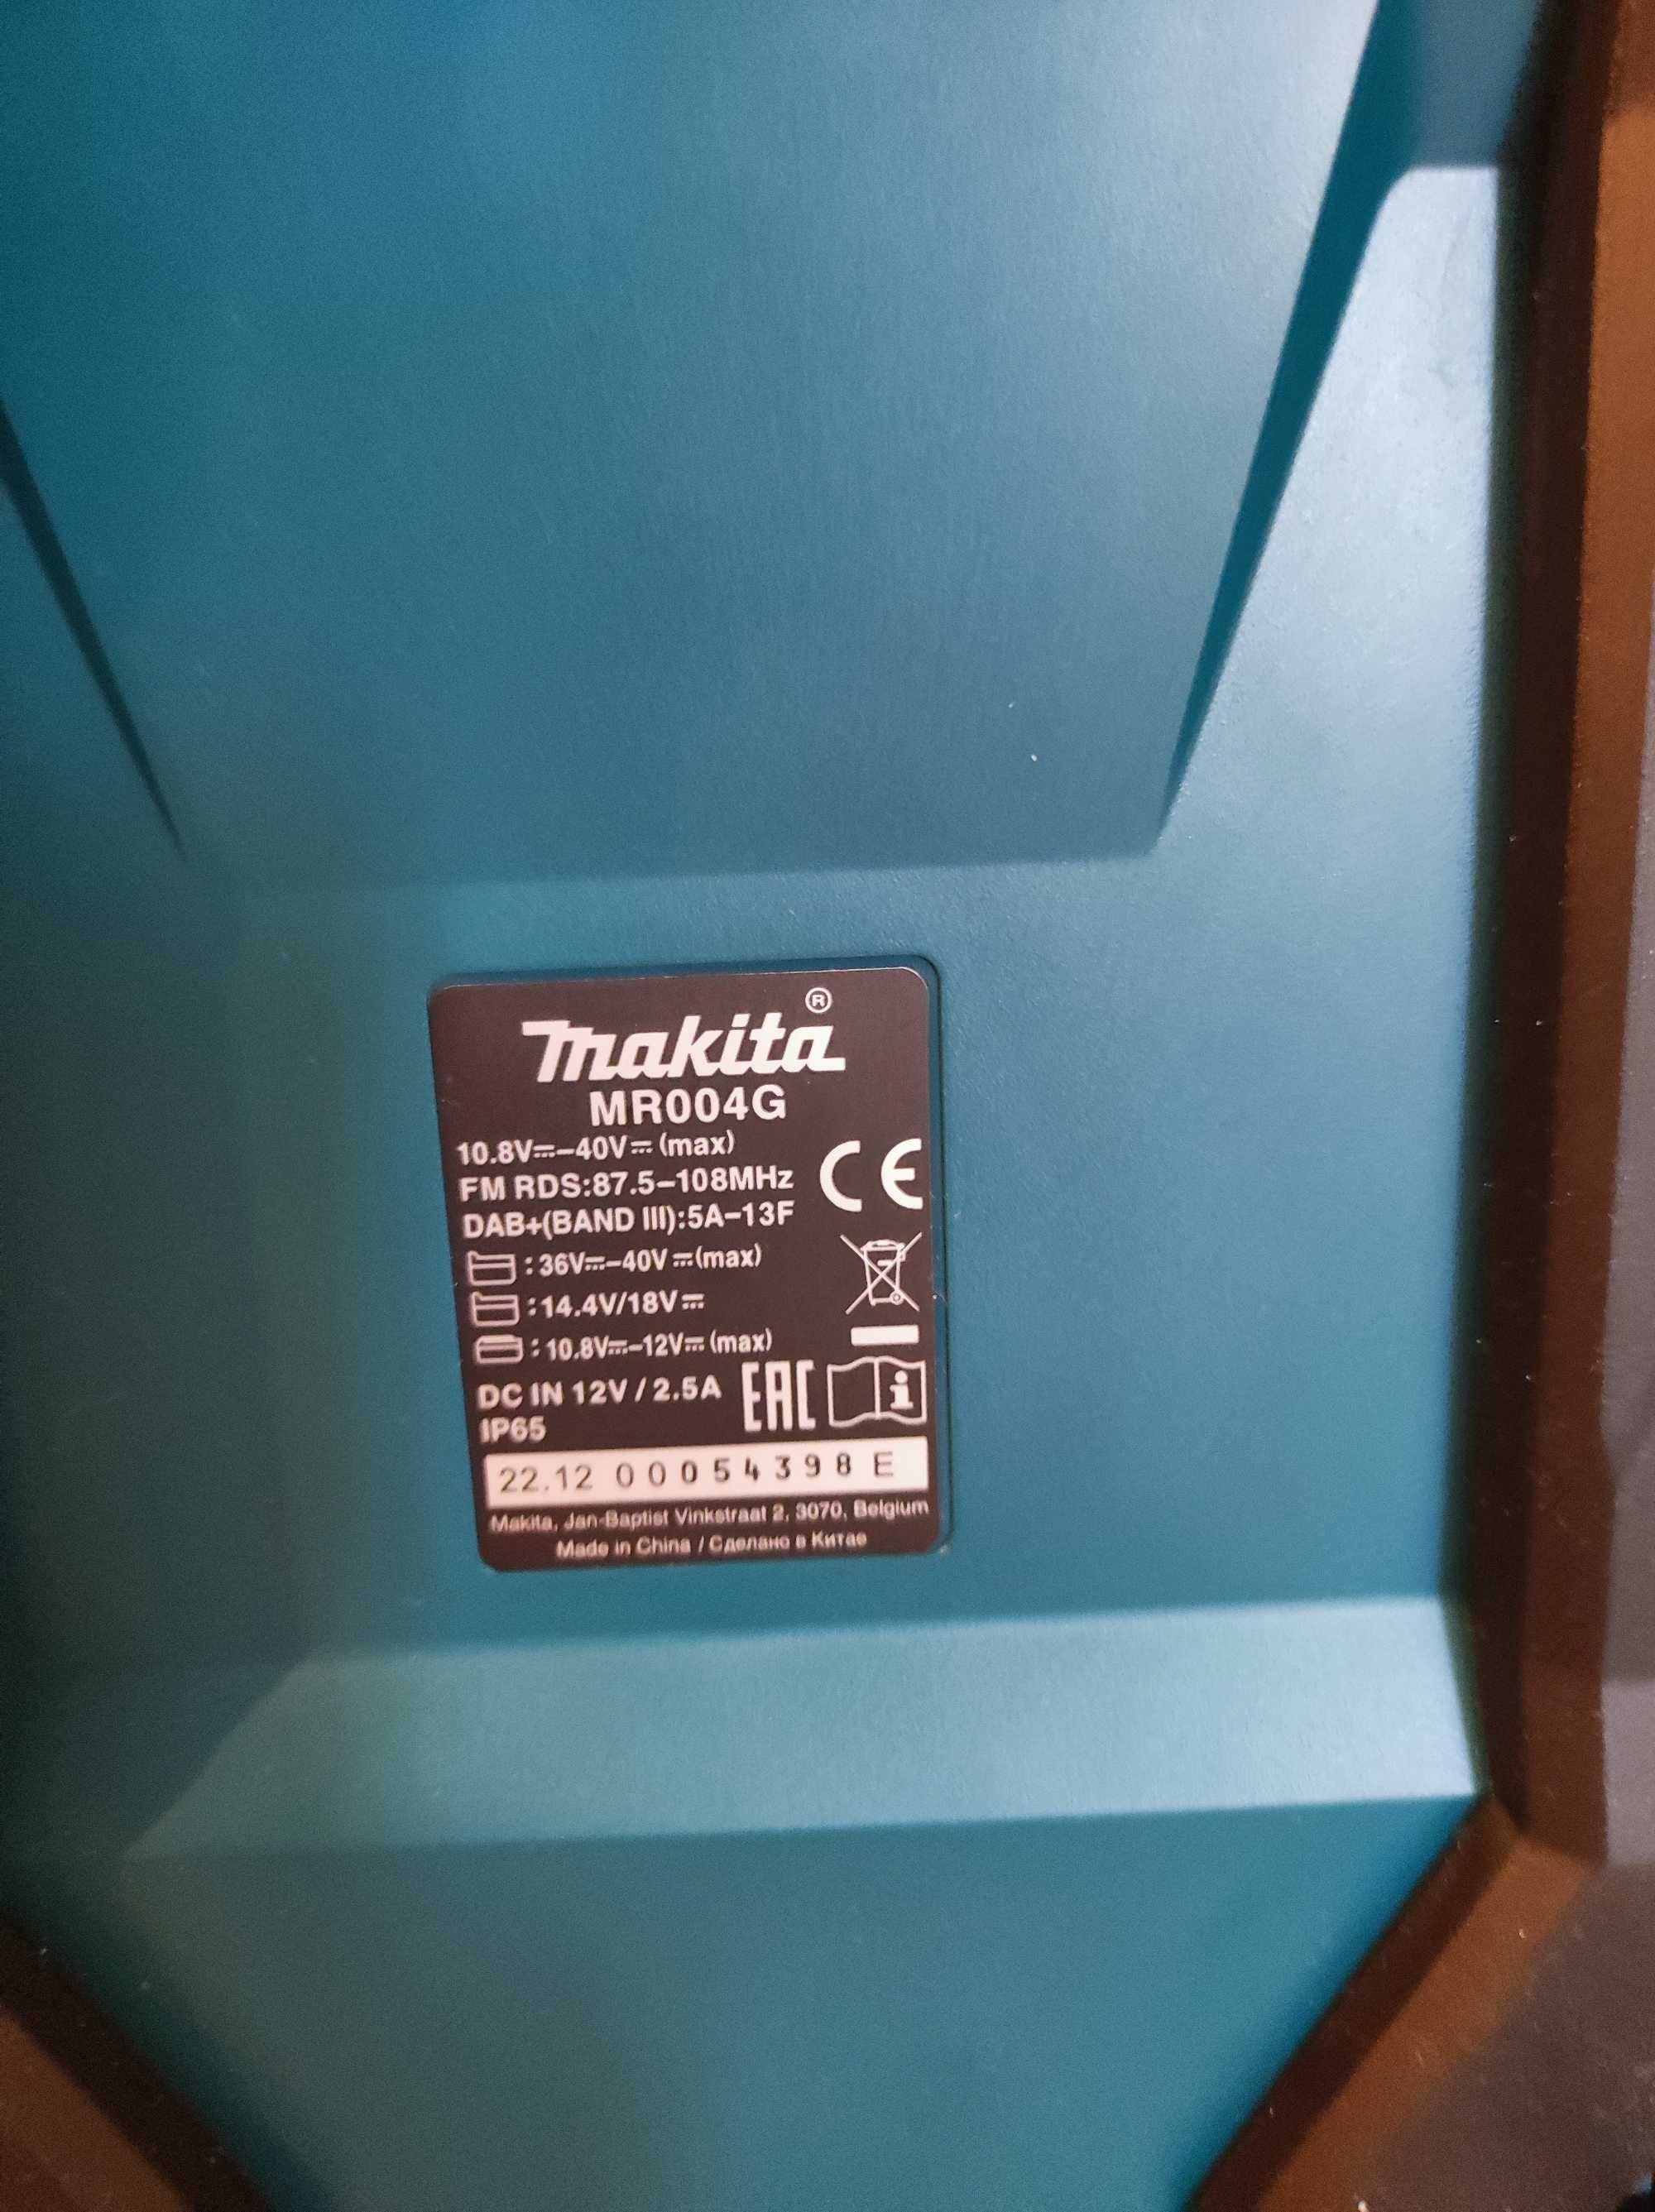 makita®
MR004G
10.8V⎓–40V⎓(max)
FM RDS:87.5–108MHz
DAB+(BAND III):5A–13F
:36V⎓–40V⎓(max)
:14.4V/18V⎓
:10.8V⎓–12V⎓(max)
DC IN 12V / 2.5A
IP65
CE
EAC
i
22.12 00054398 E
Makita, Jan-Baptist Vinkstraat 2, 3070, Belgium
Made in China / Сделано в Китае